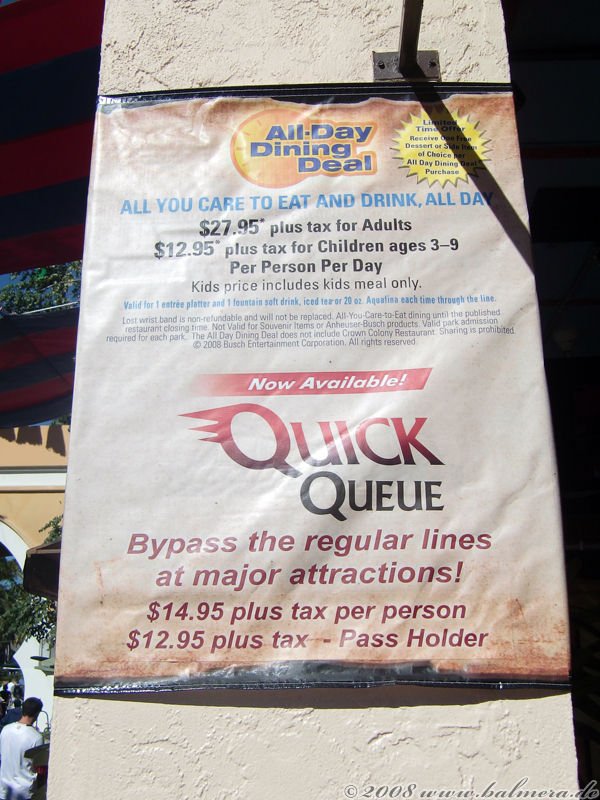 All-Day
Dining
Deal
Limited
Time Offer
Receive One Free
Dessert or Side Item
of Choice per
All Day Dining Deal
Purchase
ALL YOU CARE TO EAT AND DRINK, ALL DAY
$27.95* plus tax for Adults
$12.95* plus tax for Children ages 3–9
Per Person Per Day
Kids price includes kids meal only.
Valid for 1 entrée platter and 1 fountain soft drink, iced tea or 20 oz. Aquafina each time through the line.
Lost wrist band is non-refundable and will not be replaced. All-You-Care-to-Eat dining until the published
restaurant closing time. Not Valid for Souvenir Items or Anheuser-Busch products. Valid park admission
required for each park. The All Day Dining Deal does not include Crown Colony Restaurant. Sharing is prohibited.
© 2008 Busch Entertainment Corporation. All rights reserved.
Now Available!
QUICK
QUEUE
Bypass the regular lines
at major attractions!
$14.95 plus tax per person
$12.95 plus tax - Pass Holder
© 2008 www.balmera.de